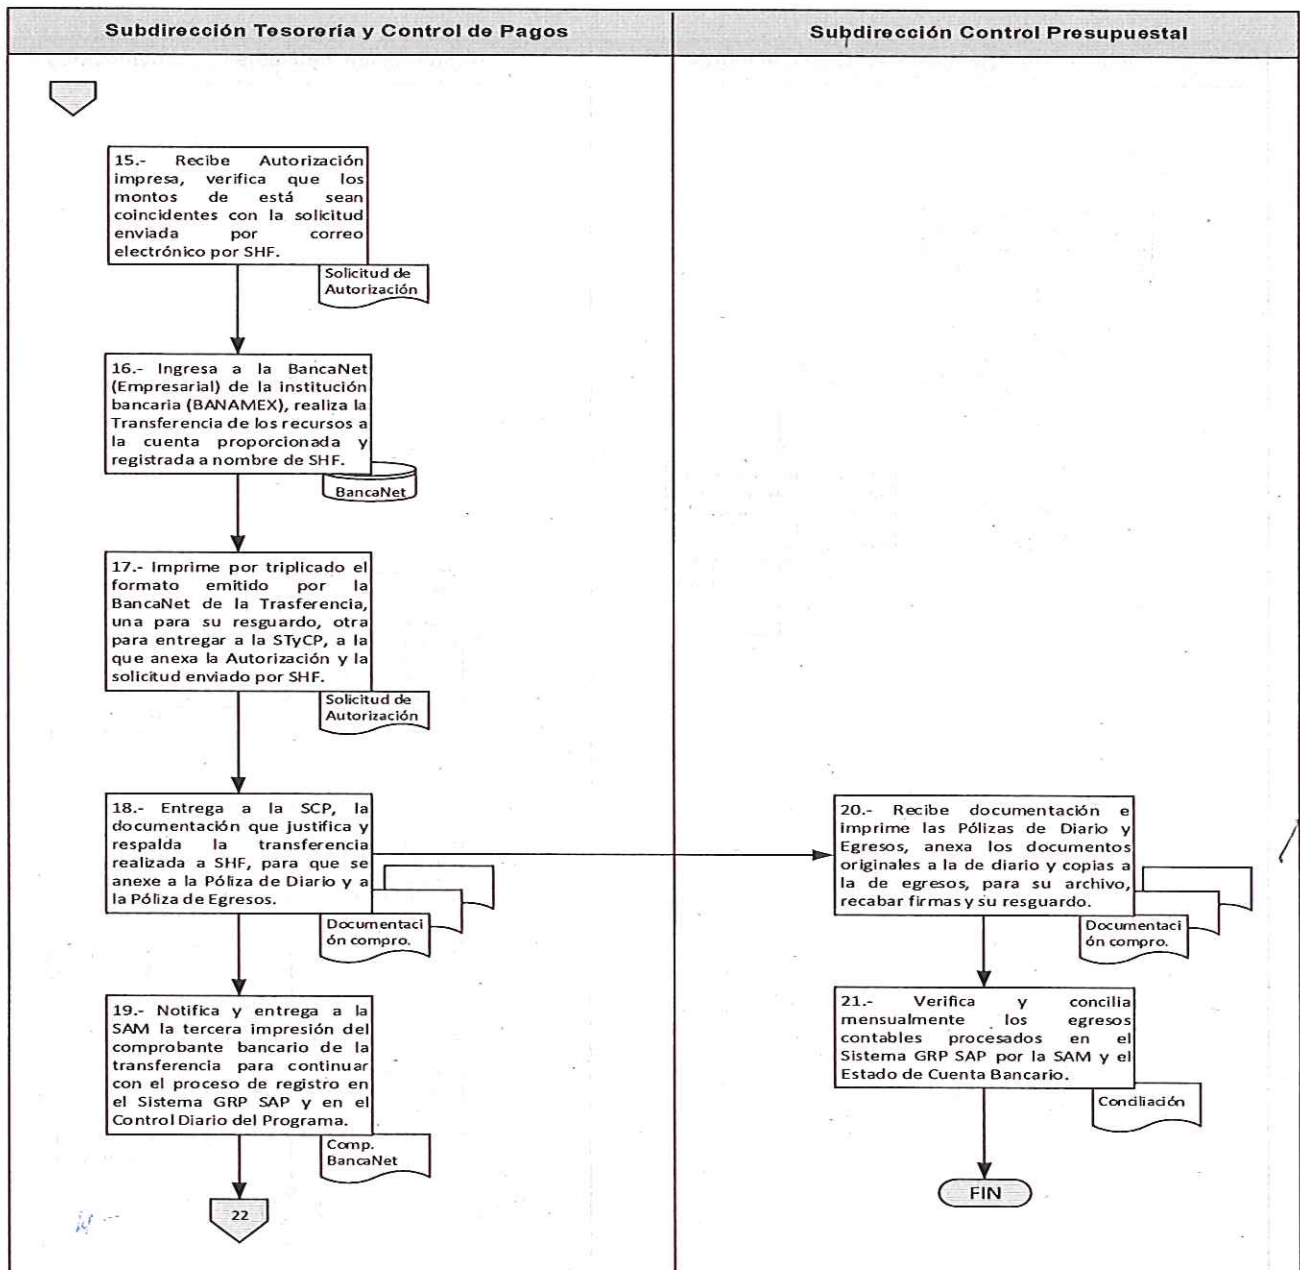 Subdirección Tesorería y Control de Pagos
Subdirección Control Presupuestal
15.- Recibe Autorización
impresa, verifica que los
montos de está sean
coincidentes con la solicitud
enviada por correo
electrónico por SHF.
Solicitud de
Autorización
16.- Ingresa a la BancaNet
(Empresarial) de la institución
bancaria (BANAMEX), realiza la
Transferencia de los recursos a
la cuenta proporcionada y
registrada a nombre de SHF.
BancaNet
17.- Imprime por triplicado el
formato emitido por la
BancaNet de la Trasferencia,
una para su resguardo, otra
para entregar a la STyCP, a la
que anexa la Autorización y la
solicitud enviado por SHF.
Solicitud de
Autorización
18.- Entrega a la SCP, la
documentación que justifica y
respalda la transferencia
realizada a SHF, para que se
anexe a la Póliza de Diario y a
la Póliza de Egresos.
Documentaci
ón compro.
19.- Notifica y entrega a la
SAM la tercera impresión del
comprobante bancario de la
transferencia para continuar
con el proceso de registro en
el Sistema GRP SAP y en el
Control Diario del Programa.
Comp.
BancaNet
22
20.- Recibe documentación e
imprime las Pólizas de Diario y
Egresos, anexa los documentos
originales a la de diario y copias a
la de egresos, para su archivo,
recabar firmas y su resguardo.
Documentaci
ón compro.
21.- Verifica y concilia
mensualmente los egresos
contables procesados en el
Sistema GRP SAP por la SAM y el
Estado de Cuenta Bancario.
Conciliación
FIN